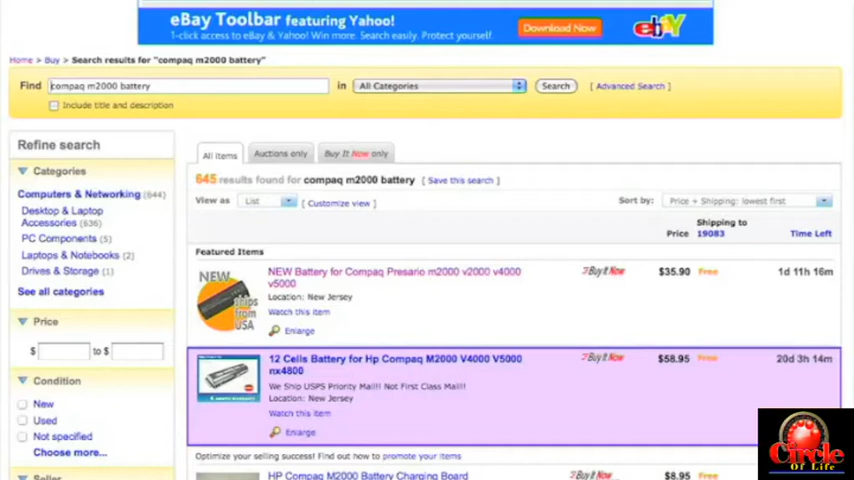 eBay Toolbar featuring Yahoo!
1-click access to eBay & Yahoo! Win more. Search easily. Protect yourself.
Download Now
ebY
Home > Buy > Search results for "compaq m2000 battery"
Find compaq m2000 battery in All Categories Search [ Advanced Search ]
Include title and description
Refine search
Categories
Computers & Networking (644)
Desktop & Laptop
Accessories (636)
PC Components (5)
Laptops & Notebooks (2)
Drives & Storage (1)
See all categories
Price
$ to $
Condition
New
Used
Not specified
Choose more...
Seller
All Items Auctions only Buy It Now only
645 results found for compaq m2000 battery [ Save this search ]
View as List [ Customize view ] Sort by: Price + Shipping: lowest first
Price Shipping to 19083 Time Left
Featured Items
NEW ships from USA
NEW Battery for Compaq Presario m2000 v2000 v4000
v5000
Location: New Jersey
Watch this item
Enlarge
Buy It Now $35.90 Free 1d 11h 16m
12 Cells Battery for Hp Compaq M2000 V4000 V5000
nx4800
We Ship USPS Priority Mail!! Not First Class Mail!!
Location: New Jersey
Watch this item
Enlarge
Buy It Now $58.95 Free 20d 3h 14m
Optimize your selling success! Find out how to promote your items
HP Compaq M2000 Battery Charging Board
Buy It Now $8.95 Free
Circle
Of Life